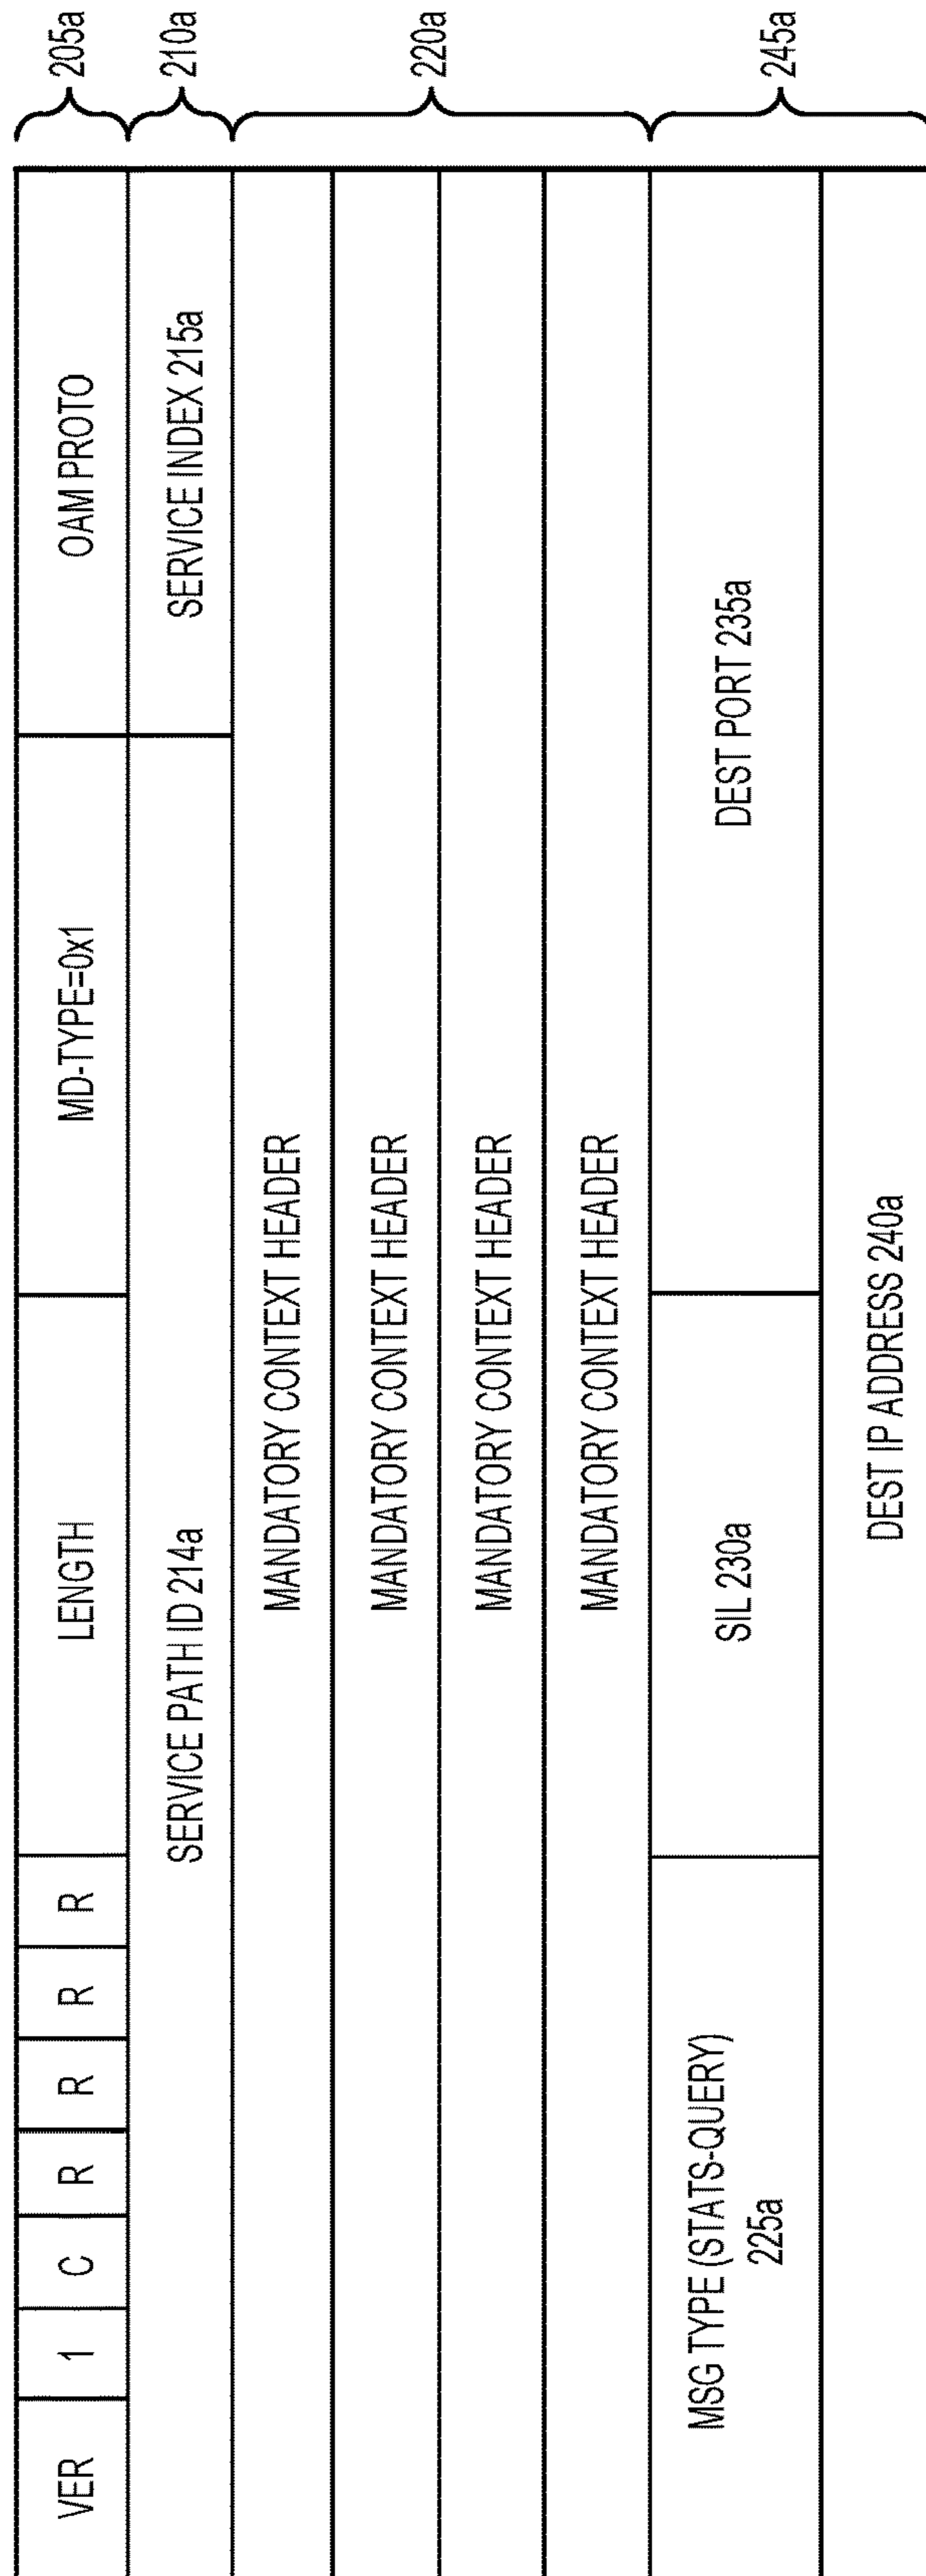 VER 1 C R R R R LENGTH MD-TYPE=0x1 OAM PROTO 205a
SERVICE PATH ID 214a SERVICE INDEX 215a 210a
MANDATORY CONTEXT HEADER
MANDATORY CONTEXT HEADER
220a
MANDATORY CONTEXT HEADER
MANDATORY CONTEXT HEADER
MSG TYPE (STATS-QUERY)
225a
SIL 230a
DEST PORT 235a
245a
DEST IP ADDRESS 240a